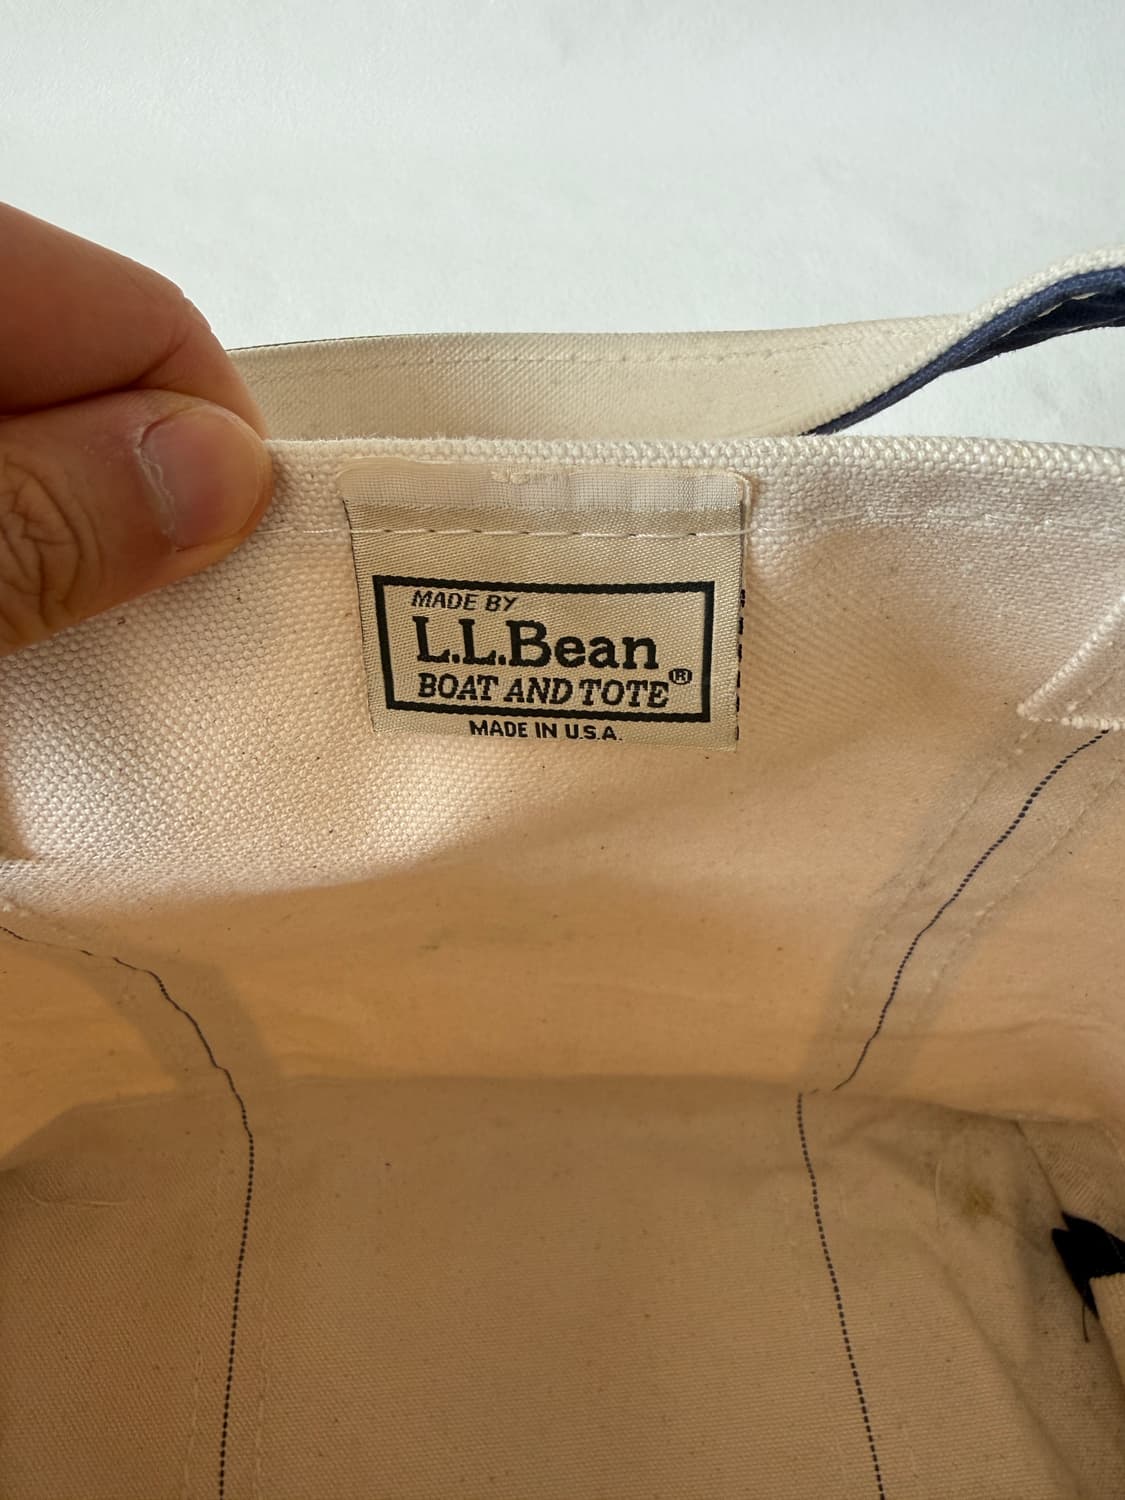 MADE BY
L.L.Bean
BOAT AND TOTE®
MADE IN U.S.A.